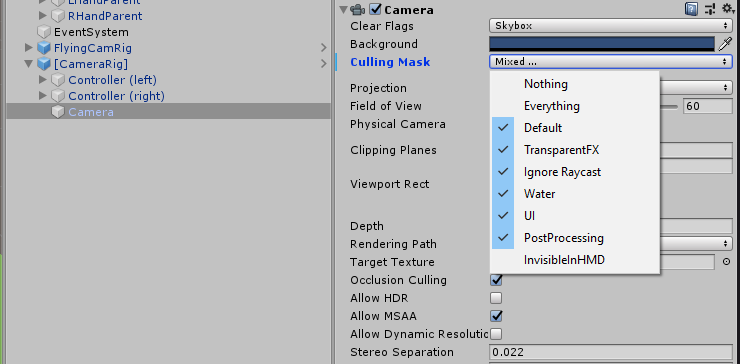 LHandParent
RHandParent
EventSystem
FlyingCamRig
[CameraRig]
Controller (left)
Controller (right)
Camera
Camera
Clear Flags Skybox
Background
Culling Mask Mixed ...
Nothing
Everything
Default
TransparentFX
Ignore Raycast
Water
UI
PostProcessing
InvisibleInHMD
Projection
Field of View 60
Physical Camera
Clipping Planes
Viewport Rect
Depth
Rendering Path
Target Texture
Occlusion Culling
Allow HDR
Allow MSAA
Allow Dynamic Resolutic
Stereo Separation 0.022